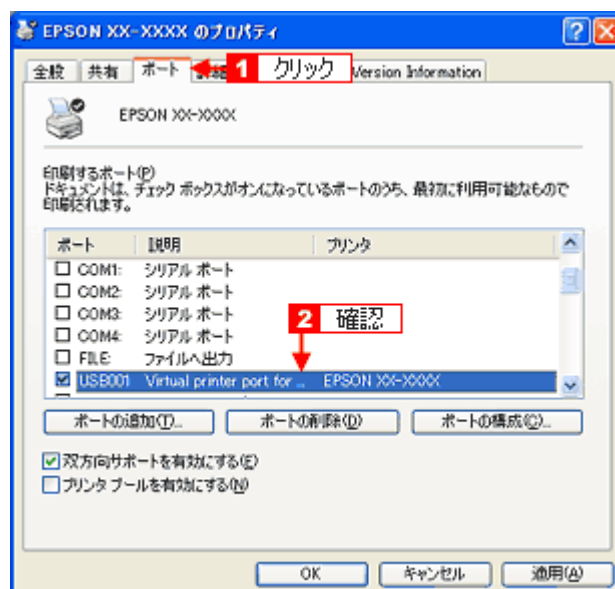 EPSON XX-XXXX のプロパティ
全般 共有 ポート 1 クリック Version Information
EPSON XX-XXXX
印刷するポート(P)
ドキュメントは、チェック ボックスがオンになっているポートのうち、最初に利用可能なもので
印刷されます。
ポート 説明 プリンタ
COM1: シリアル ポート
COM2: シリアル ポート
COM3: シリアル ポート
COM4: シリアル ポート
2 確認
FILE: ファイルへ出力
USB001 Virtual printer port for ... EPSON XX-XXXX
ポートの追加(T)... ポートの削除(D) ポートの構成(C)...
双方向サポートを有効にする(E)
プリンタ プールを有効にする(N)
OK キャンセル 適用(A)